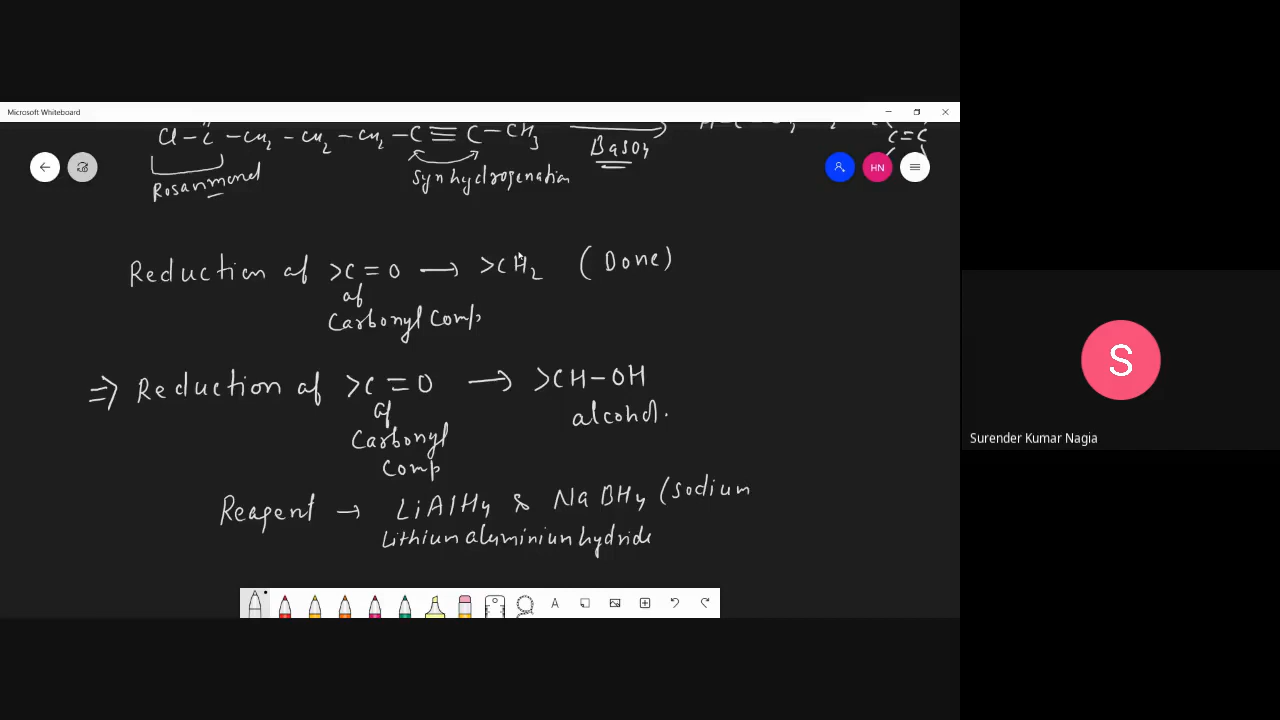 Microsoft Whiteboard
Cl-C-CH2-CH2-CH2-C≡C-CH3
BaSO4
C=C
Rosanmond
Syn hydrogenation
HN
Reduction of >C=O → >CH2 (Done)
of
Carbonyl Comp
⇒ Reduction of >C=O → >CH-OH
of
alcohol.
Carbonyl
Comp
Reagent → LiAlH4 & NaBH4 (sodium
Lithium aluminium hydride
S
Surender Kumar Nagia
A